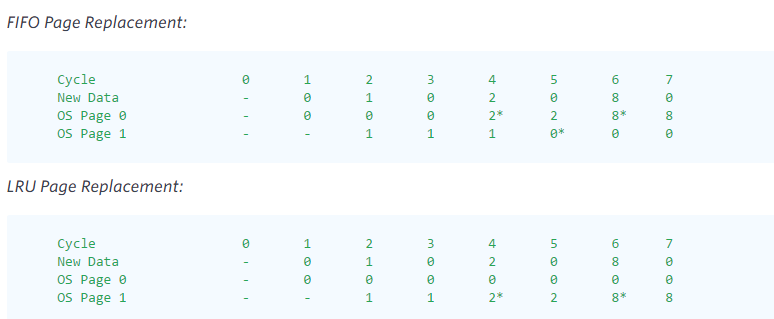 FIFO Page Replacement:
Cycle 0 1 2 3 4 5 6 7
New Data - 0 1 0 2 0 8 0
OS Page 0 - 0 0 0 2* 2 8* 8
OS Page 1 - - 1 1 1 0* 0 0
LRU Page Replacement:
Cycle 0 1 2 3 4 5 6 7
New Data - 0 1 0 2 0 8 0
OS Page 0 - 0 0 0 0 0 0 0
OS Page 1 - - 1 1 2* 2 8* 8